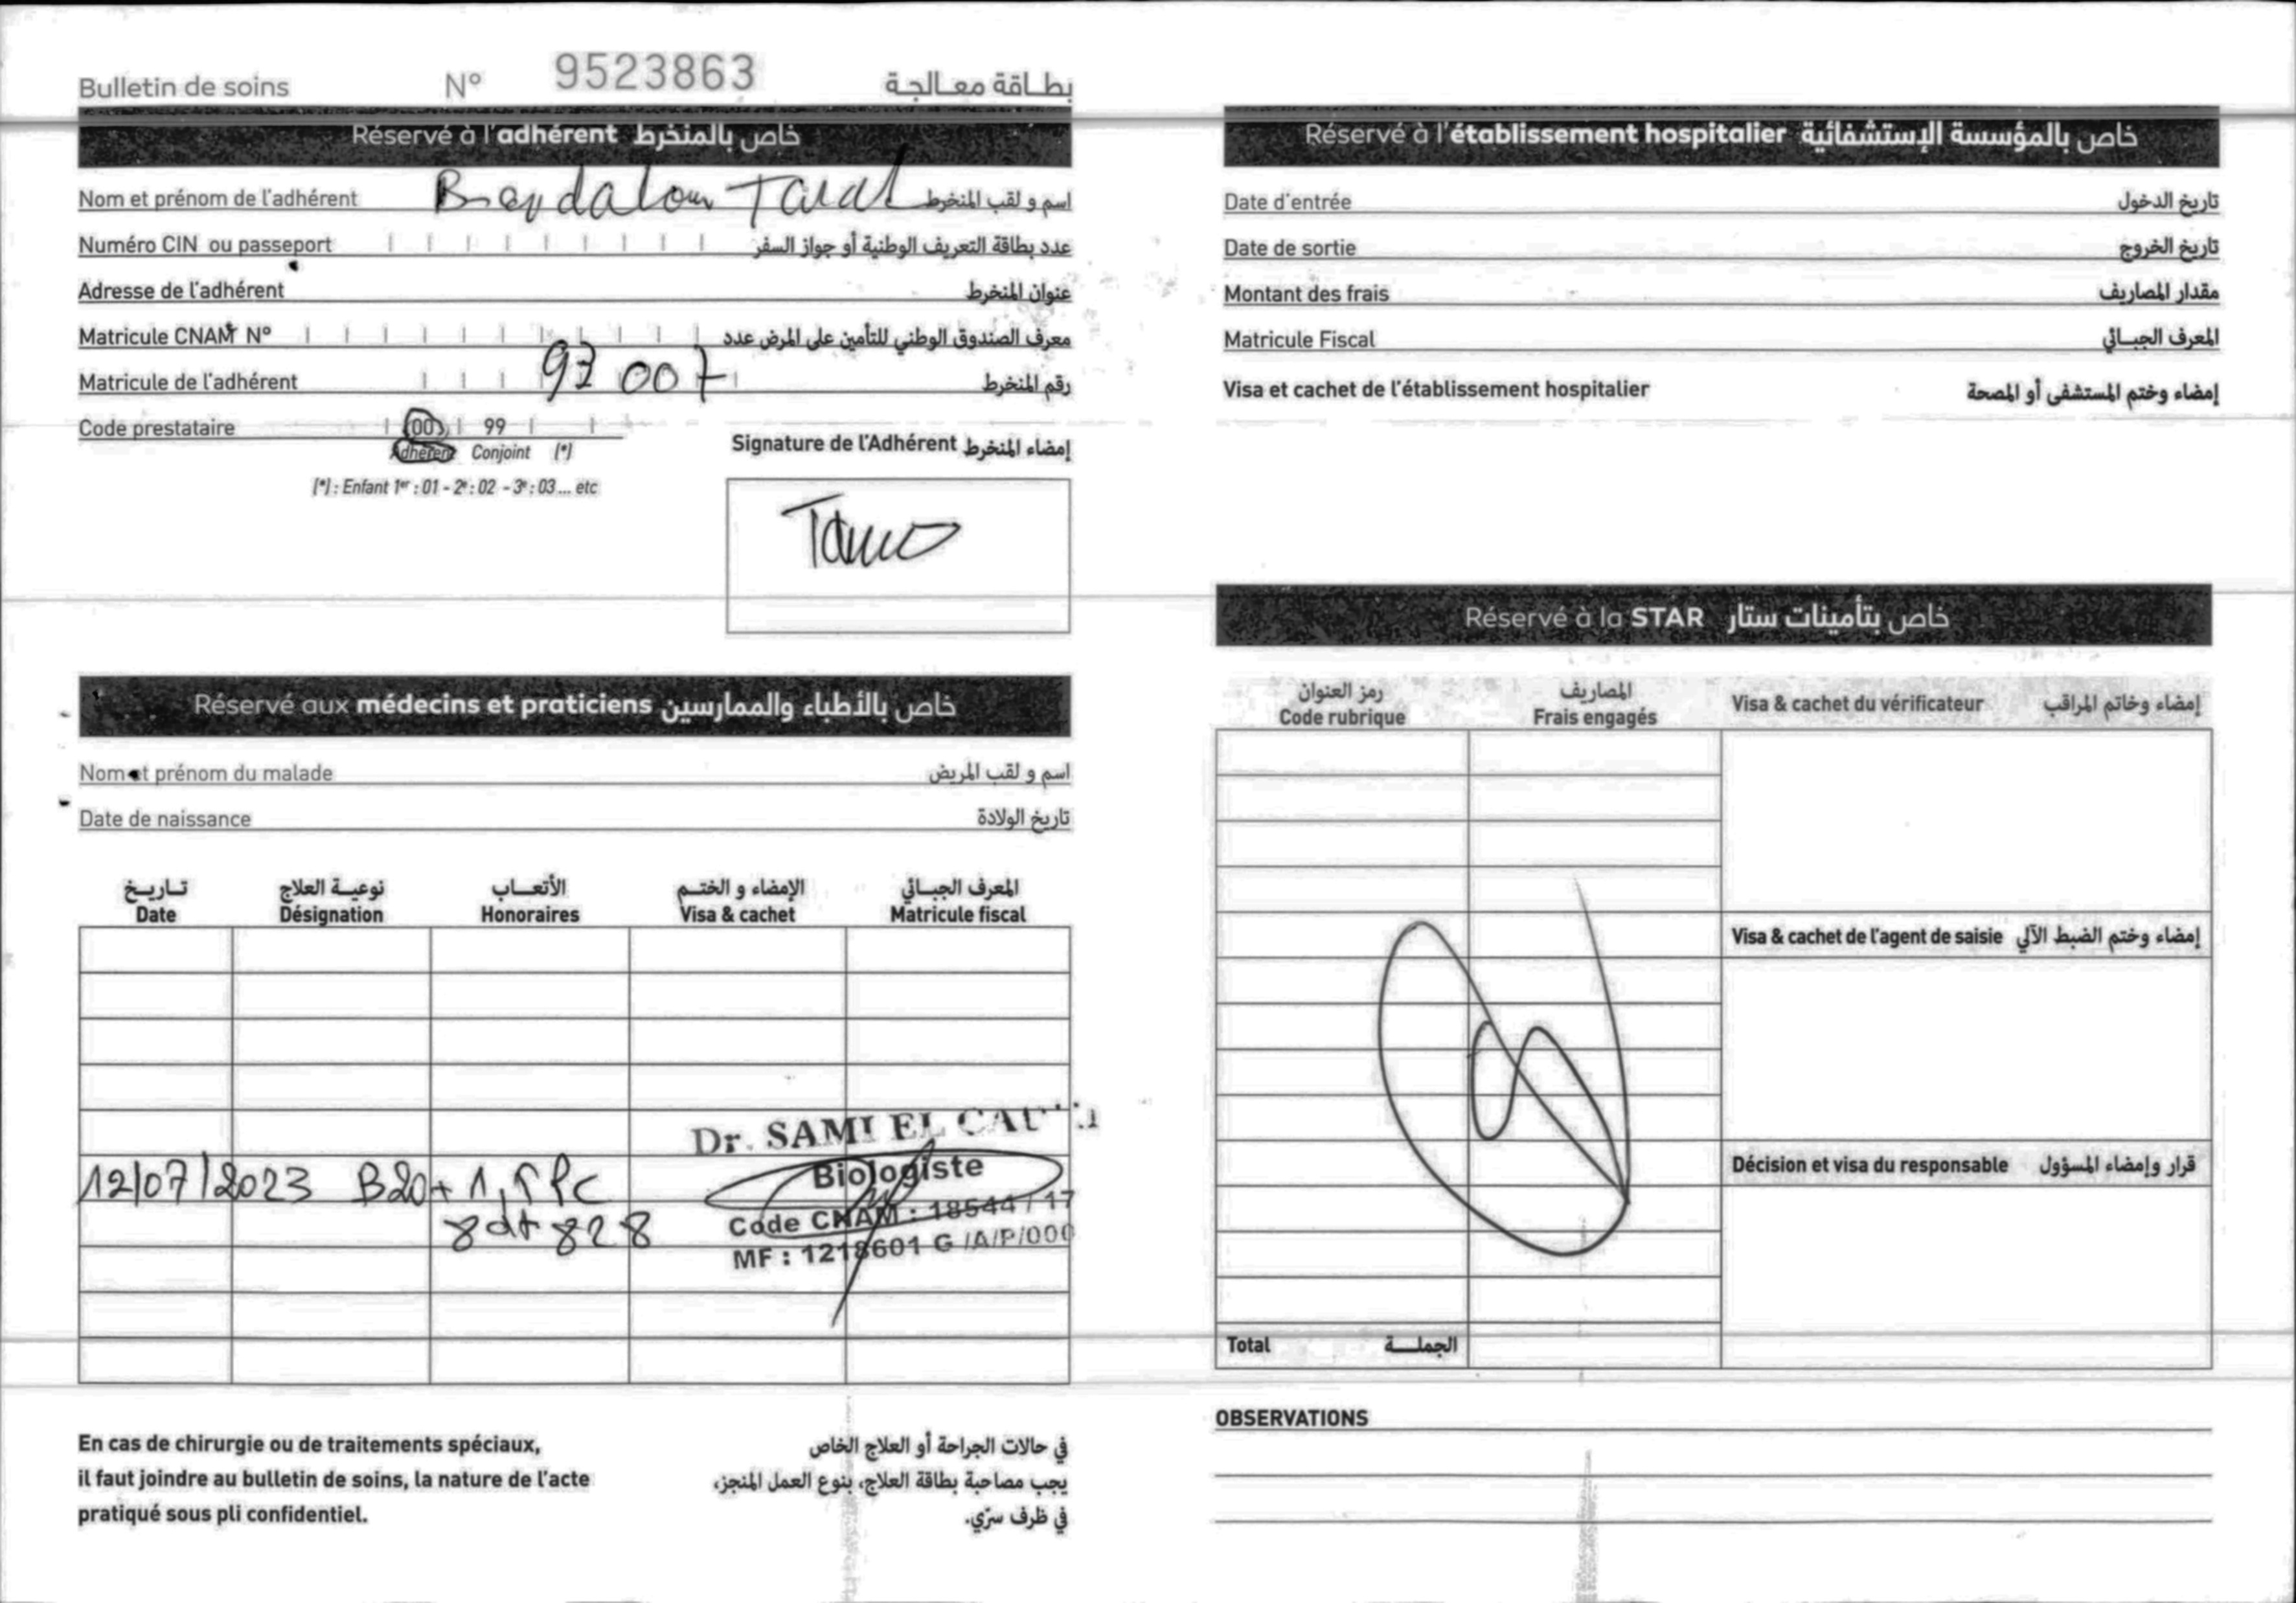 Bulletin de soins N° 9523863 بطاقة معالجة
Réservé à l'adhérent خاص بالمنخرط
Nom et prénom de l'adhérent اسم و لقب المنخرط
Numéro CIN ou passeport عدد بطاقة التعريف الوطنية أو جواز السفر
Adresse de l'adhérent عنوان المنخرط
Matricule CNAM N° معرف الصندوق الوطني للتأمين على المرض عدد
Matricule de l'adhérent 97 007 رقم المنخرط
Code prestataire 00 99
Adhérent Conjoint (*)
(*) : Enfant 1er : 01 - 2e : 02 - 3e : 03 ... etc
Signature de l'Adhérent إمضاء المنخرط
Réservé aux médecins et praticiens خاص بالأطباء والممارسين
Nom et prénom du malade اسم و لقب المريض
Date de naissance تاريخ الولادة
تاريخ نوعية العلاج الأتعاب الإمضاء و الختم المعرف الجبائي
Date Désignation Honoraires Visa & cachet Matricule fiscal
Dr. SAMI EL
12/07/2023 B20+ 1,5 Pc Biologiste
8dt 828 Code CNAM : 18544 / 17
MF : 1218601 G /A/P/000
En cas de chirurgie ou de traitements spéciaux,
il faut joindre au bulletin de soins, la nature de l'acte
pratiqué sous pli confidentiel.
في حالات الجراحة أو العلاج الخاص
يجب مصاحبة بطاقة العلاج، بنوع العمل المنجز،
في ظرف سرّي.
Réservé à l'établissement hospitalier خاص بالمؤسسة الإستشفائية
Date d'entrée تاريخ الدخول
Date de sortie تاريخ الخروج
Montant des frais مقدار المصاريف
Matricule Fiscal المعرف الجبائي
Visa et cachet de l'établissement hospitalier إمضاء وختم المستشفى أو المصحة
Réservé à la STAR خاص بتأمينات ستار
رمز العنوان المصاريف
Code rubrique Frais engagés Visa & cachet du vérificateur إمضاء وخاتم المراقب
Visa & cachet de l'agent de saisie إمضاء وختم الضبط الآلي
Décision et visa du responsable قرار وإمضاء المسؤول
Total الجملة
OBSERVATIONS